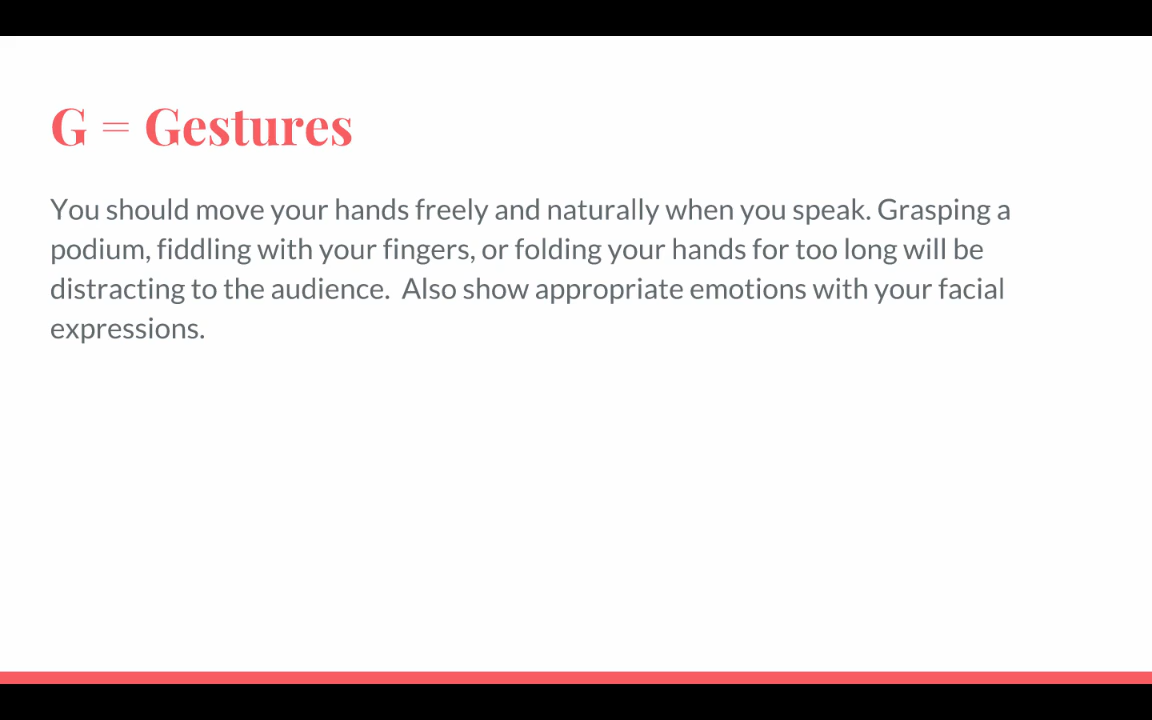 G = Gestures
You should move your hands freely and naturally when you speak. Grasping a
podium, fiddling with your fingers, or folding your hands for too long will be
distracting to the audience.  Also show appropriate emotions with your facial
expressions.